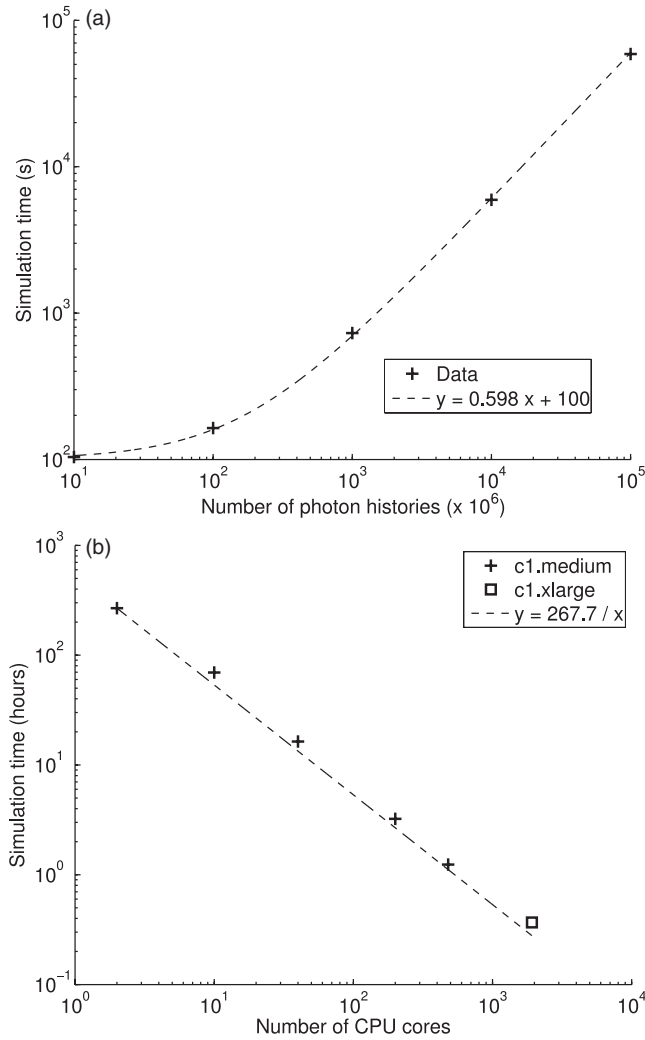 (a)
10^5
10^4
10^3
10^2
Simulation time (s)
Data
y = 0.598 x + 100
10^1
10^2
10^3
10^4
10^5
Number of photon histories (x 10^6)
(b)
10^3
10^2
10^1
10^0
10^-1
Simulation time (hours)
c1.medium
c1.xlarge
y = 267.7 / x
10^0
10^1
10^2
10^3
10^4
Number of CPU cores